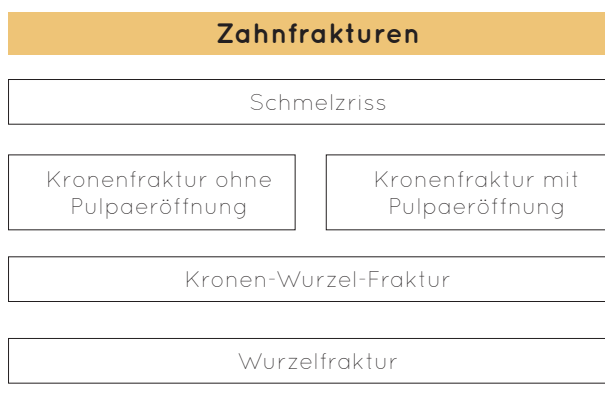 Zahnfrakturen
Schmelzriss
Kronenfraktur ohne
Pulpaeröffnung
Kronenfraktur mit
Pulpaeröffnung
Kronen-Wurzel-Fraktur
Wurzelfraktur